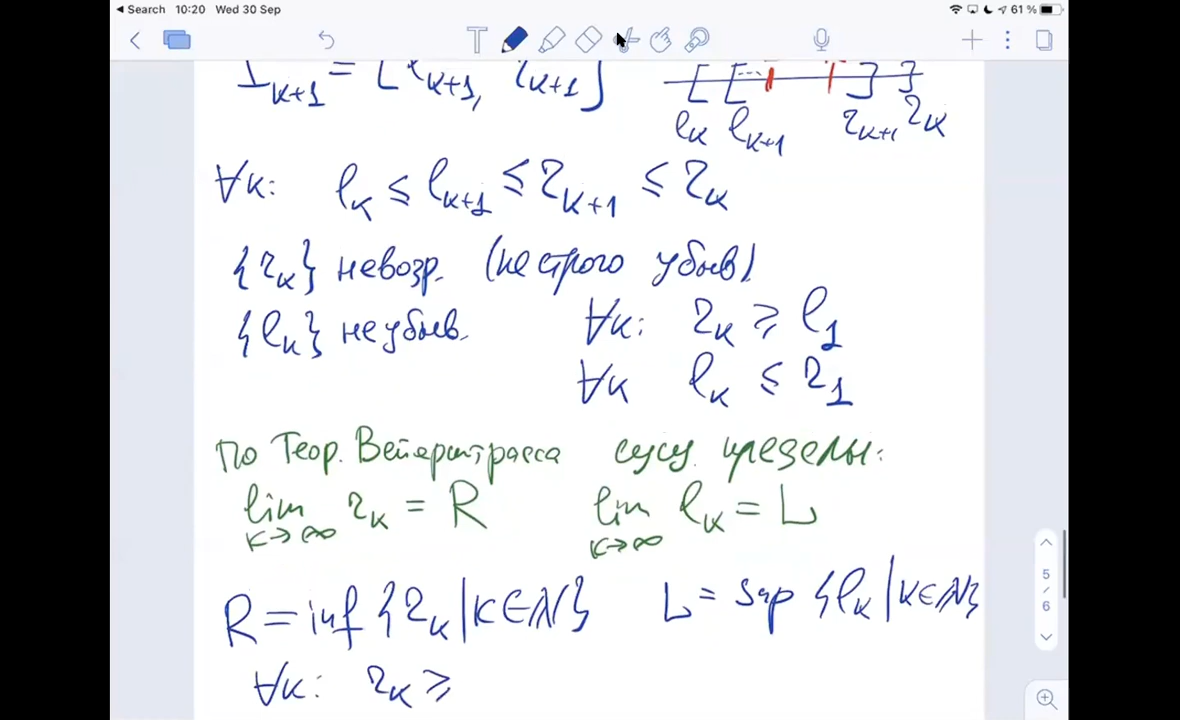 Search 10:20 Wed 30 Sep 61 %
I_{k+1} = [l_{k+1}, r_{k+1}]
l_k l_{k+1} r_{k+1} r_k
∀k: l_k ≤ l_{k+1} ≤ r_{k+1} ≤ r_k
{r_k} невозр. (нестрого убыв).
{l_k} неубыв. ∀k: r_k ≥ l_1
∀k l_k ≤ r_1
По Теор. Вейерштрасса сущ. пределы:
lim_{k→∞} r_k = R lim_{k→∞} l_k = L
R = inf {r_k | k∈ℕ} L = sup {l_k | k∈ℕ}
∀k: r_k ≥
5 / 6